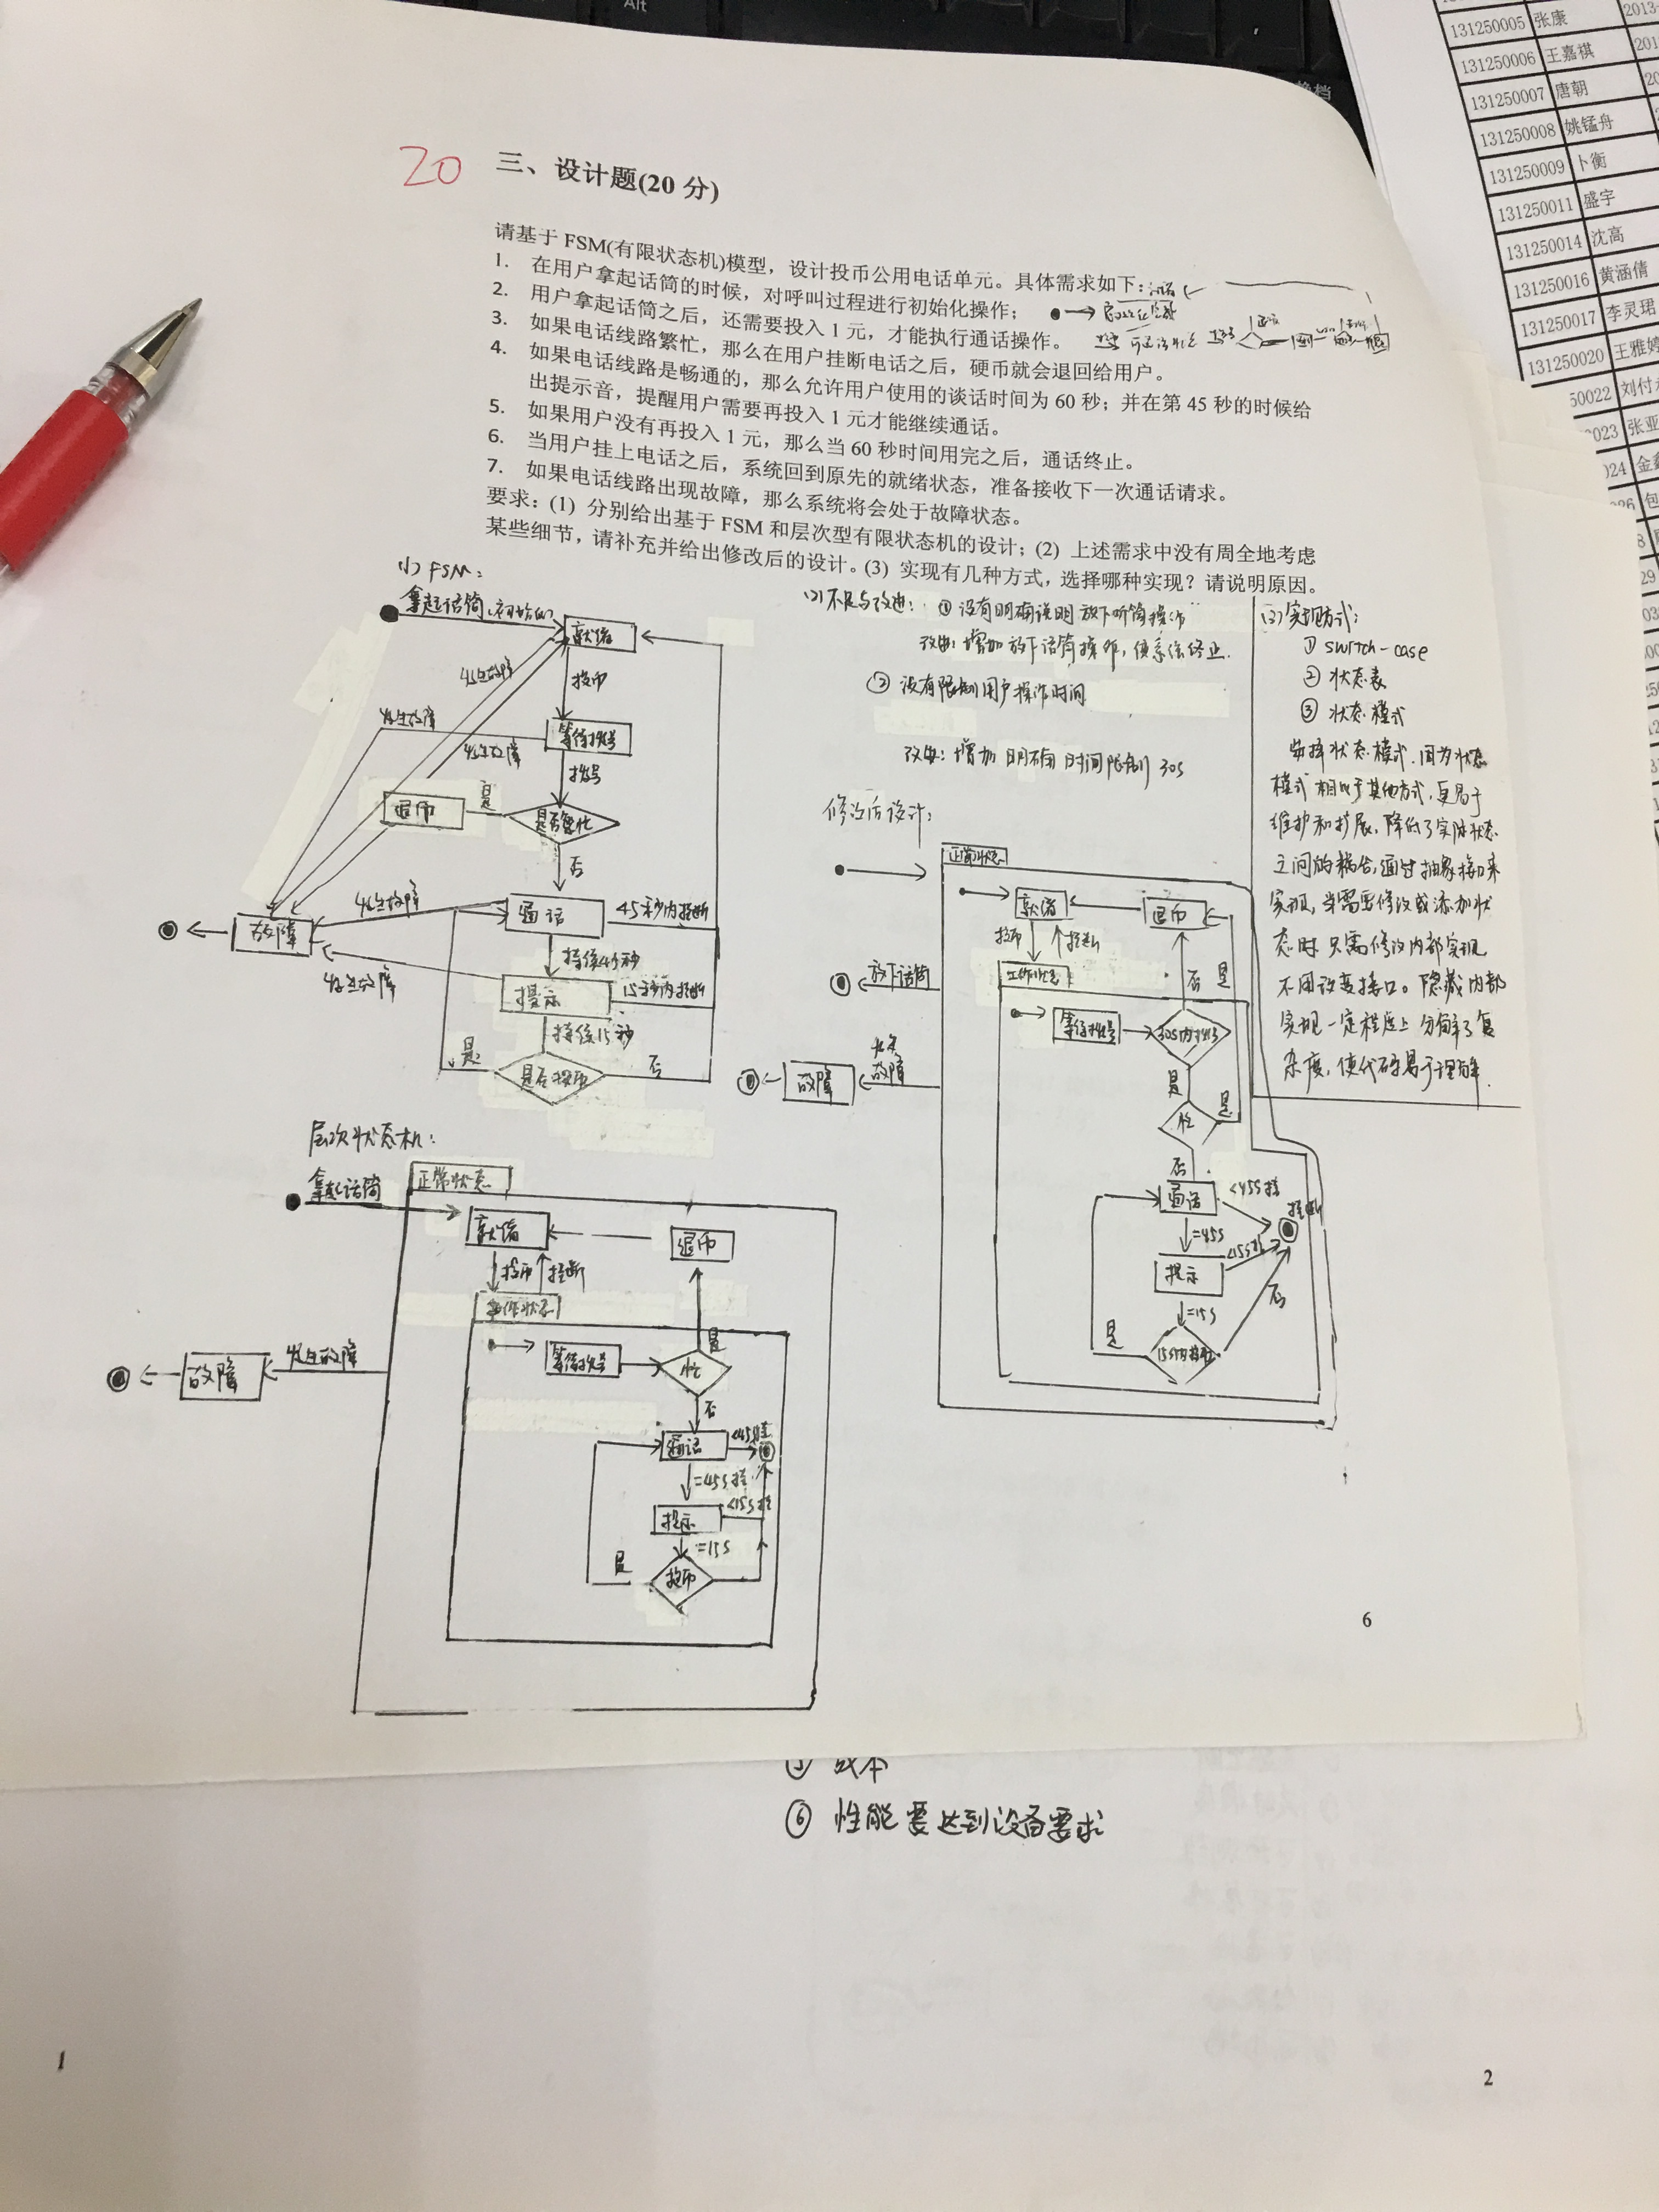 Alt
换档
131250005 张康 2013
131250006 王嘉祺 201
131250007 唐朝 20
131250008 姚锰舟
131250009 卜衡
131250011 盛宇
131250014 沈高
131250016 黄涵倩
131250017 李灵珺
131250020 王雅婷
50022 刘付
023 张亚
024 金鑫
026 包
20 三、设计题(20 分)
请基于 FSM(有限状态机)模型，设计投币公用电话单元。具体需求如下:
1. 在用户拿起话筒的时候，对呼叫过程进行初始化操作；
2. 用户拿起话筒之后，还需要投入 1 元，才能执行通话操作。
3. 如果电话线路繁忙，那么在用户挂断电话之后，硬币就会退回给用户。
4. 如果电话线路是畅通的，那么允许用户使用的谈话时间为 60 秒；并在第 45 秒的时候给
出提示音，提醒用户需要再投入 1 元才能继续通话。
5. 如果用户没有再投入 1 元，那么当 60 秒时间用完之后，通话终止。
6. 当用户挂上电话之后，系统回到原先的就绪状态，准备接收下一次通话请求。
7. 如果电话线路出现故障，那么系统将会处于故障状态。
要求：(1) 分别给出基于 FSM 和层次型有限状态机的设计；(2) 上述需求中没有周全地考虑
某些细节，请补充并给出修改后的设计。(3) 实现有几种方式，选择哪种实现？请说明原因。
(1) FSM:
拿起话筒、初始化
就绪
发生故障
投币
发生故障
等待拨号
发生故障
拨号
退币
是
是否繁忙
否
发生故障
通话
45秒内挂断
故障
持续45秒
发生故障
提示
15秒内挂断
持续15秒
是
是否投币
否
层次状态机:
拿起话筒
正常状态
就绪
退币
投币
挂断
工作状态
是
等待拨号
忙
发生故障
故障
否
通话
<45S挂
=45S挂
提示
<15S挂
=15S
是
投币
(2) 不足与改进: ① 没有明确说明放下听筒操作
改进: 增加放下话筒操作, 使系统终止.
② 没有限制用户操作时间
改进: 增加明确时间限制 30s
修改后设计:
正常状态
就绪
退币
投币
挂断
工作状态
否
是
放下话筒
等待拨号
30S内拨号
发生
故障
故障
是
忙
是
否
通话
<45S挂
挂断
=45S
<15S挂
提示
否
=15S
是
15S内投币
(3) 实现方式:
① switch-case
② 状态表
③ 状态模式
选择状态模式. 因为状态
模式相比于其他方式, 更易于
维护和扩展, 降低了实际状态
之间的耦合, 通过抽象接口来
实现, 当需要修改或添加状
态时 只需修改内部实现
不用改变接口。隐藏内部
实现一定程度上分解了复
杂度, 使代码易于理解.
6
⑤ 成本
⑥ 性能要达到设备要求
1
2